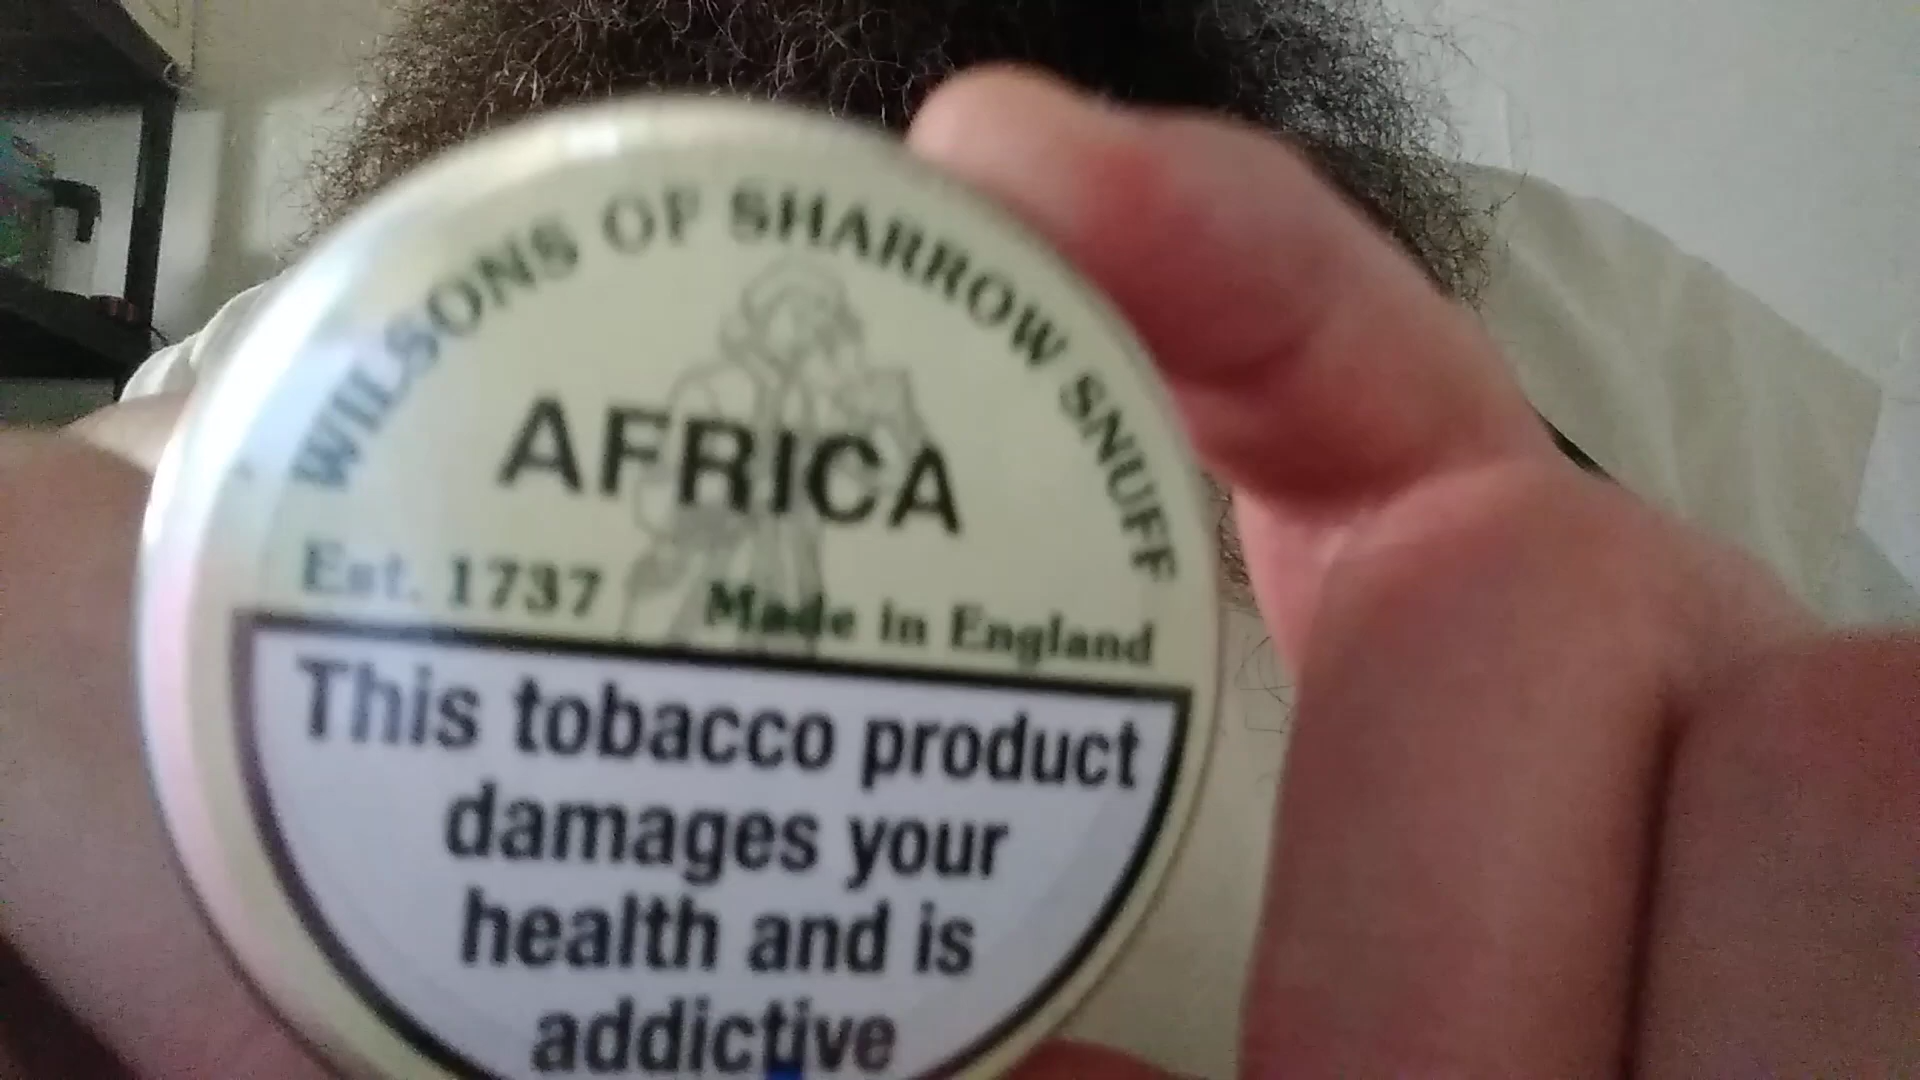 WILSONS OF SHARROW SNUFF
AFRICA
Est. 1737 Made in England
This tobacco product
damages your
health and is
addictive